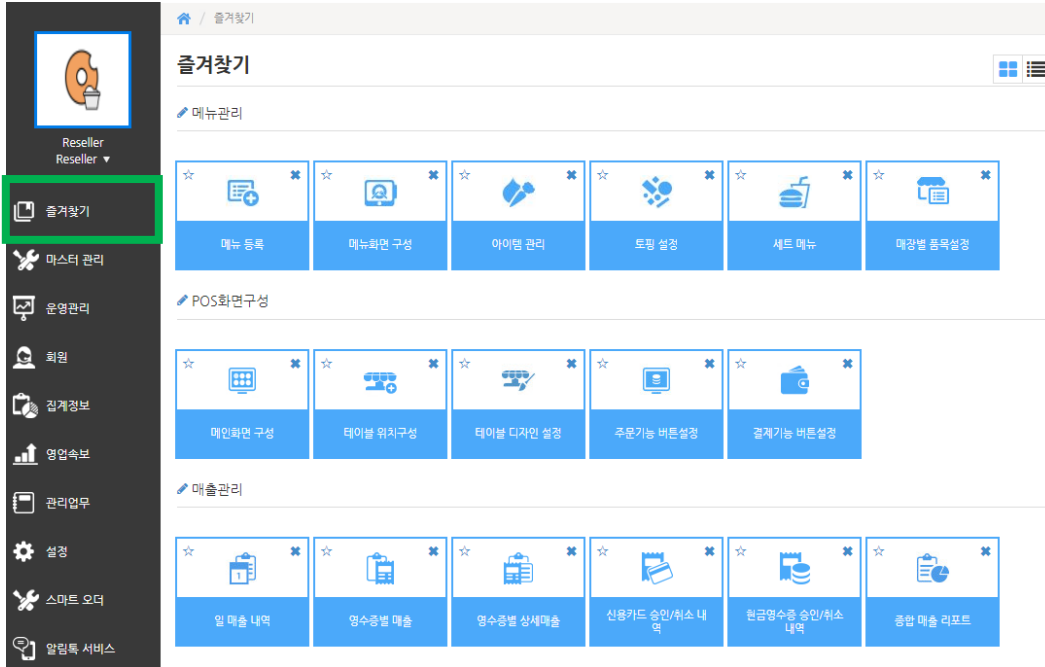 / 즐겨찾기
즐겨찾기
Reseller
Reseller ▼
즐겨찾기
마스터 관리
운영관리
회원
집계정보
영업속보
관리업무
설정
스마트 오더
알림톡 서비스
메뉴관리
메뉴 등록
메뉴화면 구성
아이템 관리
토핑 설정
세트 메뉴
매장별 품목설정
POS화면구성
메인화면 구성
테이블 위치구성
테이블 디자인 설정
주문기능 버튼설정
결제기능 버튼설정
매출관리
1
일 매출 내역
영수증별 매출
영수증별 상세매출
신용카드 승인/취소 내
역
현금영수증 승인/취소
내역
종합 매출 리포트